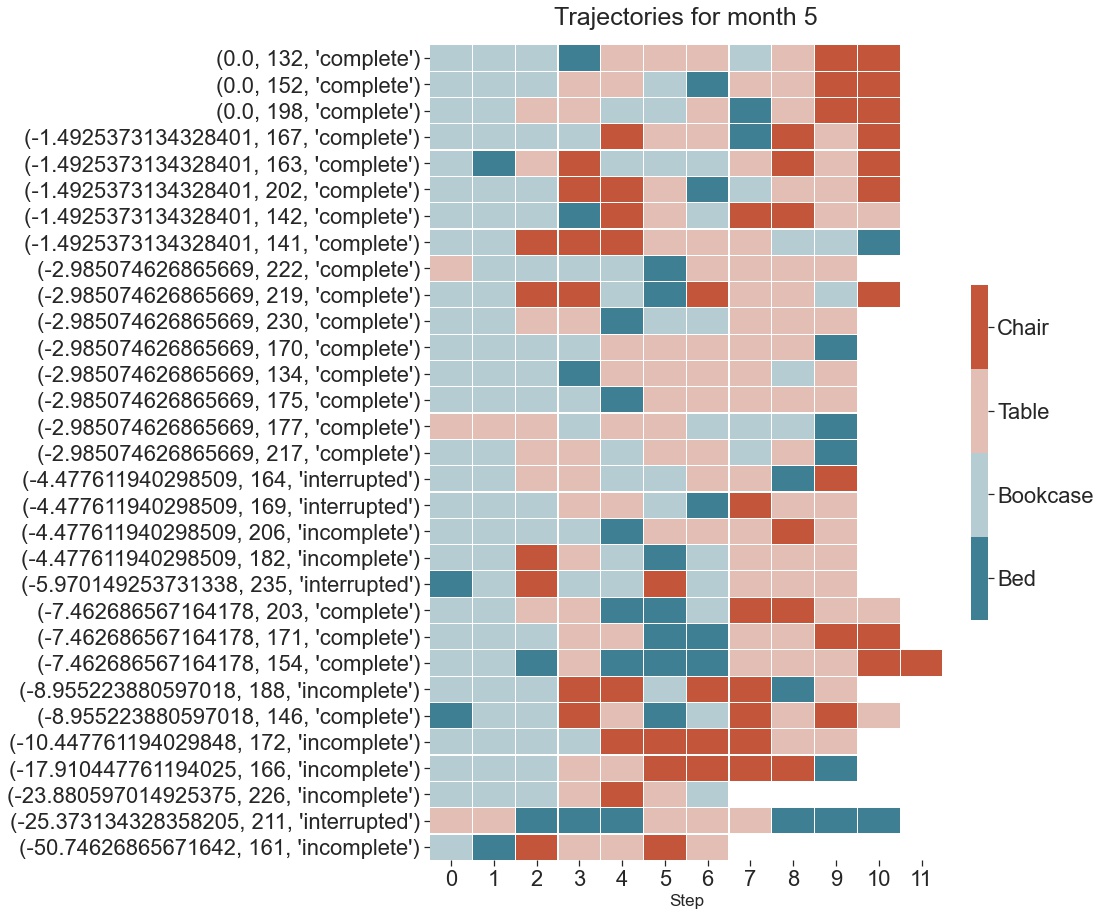 Trajectories for month 5
(0.0, 132, 'complete')
(0.0, 152, 'complete')
(0.0, 198, 'complete')
(-1.4925373134328401, 167, 'complete')
(-1.4925373134328401, 163, 'complete')
(-1.4925373134328401, 202, 'complete')
(-1.4925373134328401, 142, 'complete')
(-1.4925373134328401, 141, 'complete')
(-2.985074626865669, 222, 'complete')
(-2.985074626865669, 219, 'complete')
(-2.985074626865669, 230, 'complete')
(-2.985074626865669, 170, 'complete')
(-2.985074626865669, 134, 'complete')
(-2.985074626865669, 175, 'complete')
(-2.985074626865669, 177, 'complete')
(-2.985074626865669, 217, 'complete')
(-4.477611940298509, 164, 'interrupted')
(-4.477611940298509, 169, 'interrupted')
(-4.477611940298509, 206, 'incomplete')
(-4.477611940298509, 182, 'incomplete')
(-5.970149253731338, 235, 'interrupted')
(-7.462686567164178, 203, 'complete')
(-7.462686567164178, 171, 'complete')
(-7.462686567164178, 154, 'complete')
(-8.955223880597018, 188, 'incomplete')
(-8.955223880597018, 146, 'complete')
(-10.447761194029848, 172, 'incomplete')
(-17.910447761194025, 166, 'incomplete')
(-23.880597014925375, 226, 'incomplete')
(-25.373134328358205, 211, 'interrupted')
(-50.74626865671642, 161, 'incomplete')
0 1 2 3 4 5 6 7 8 9 10 11
Step
Chair
Table
Bookcase
Bed